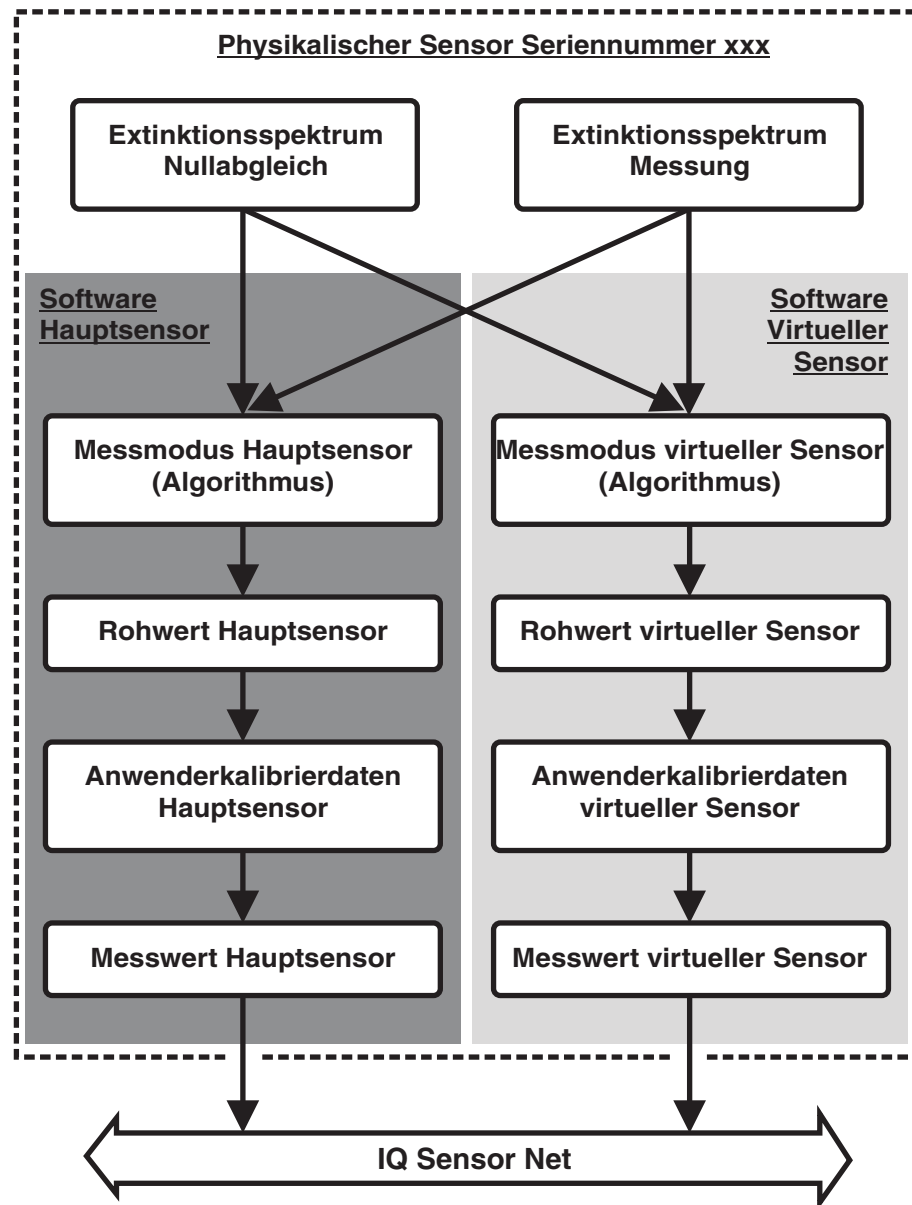 Physikalischer Sensor Seriennummer xxx
Extinktionsspektrum
Nullabgleich
Extinktionsspektrum
Messung
Software
Hauptsensor
Software
Virtueller
Sensor
Messmodus Hauptsensor
(Algorithmus)
Messmodus virtueller Sensor
(Algorithmus)
Rohwert Hauptsensor
Rohwert virtueller Sensor
Anwenderkalibrierdaten
Hauptsensor
Anwenderkalibrierdaten
virtueller Sensor
Messwert Hauptsensor
Messwert virtueller Sensor
IQ Sensor Net